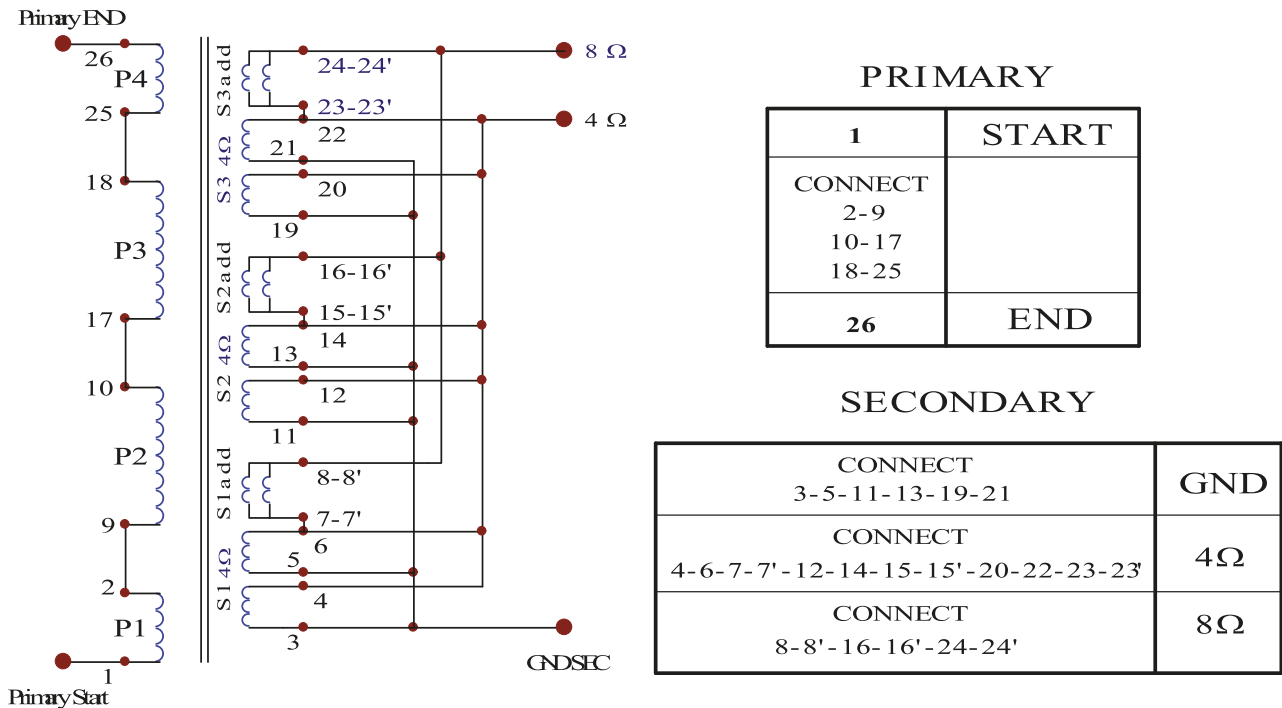 Primary END
26
P4
25
18
P3
17
10
P2
9
2
P1
1
Primary Start
S3add
24-24'
23-23'
22
S3 4Ω
21
20
19
S2add
16-16'
15-15'
14
S2 4Ω
13
12
11
S1add
8-8'
7-7'
6
S1 4Ω
5
4
3
8 Ω
4 Ω
GND SEC
PRIMARY
1 START
CONNECT
2-9
10-17
18-25
26 END
SECONDARY
CONNECT
3-5-11-13-19-21
GND
CONNECT
4-6-7-7'-12-14-15-15'-20-22-23-23'
4Ω
CONNECT
8-8'-16-16'-24-24'
8Ω